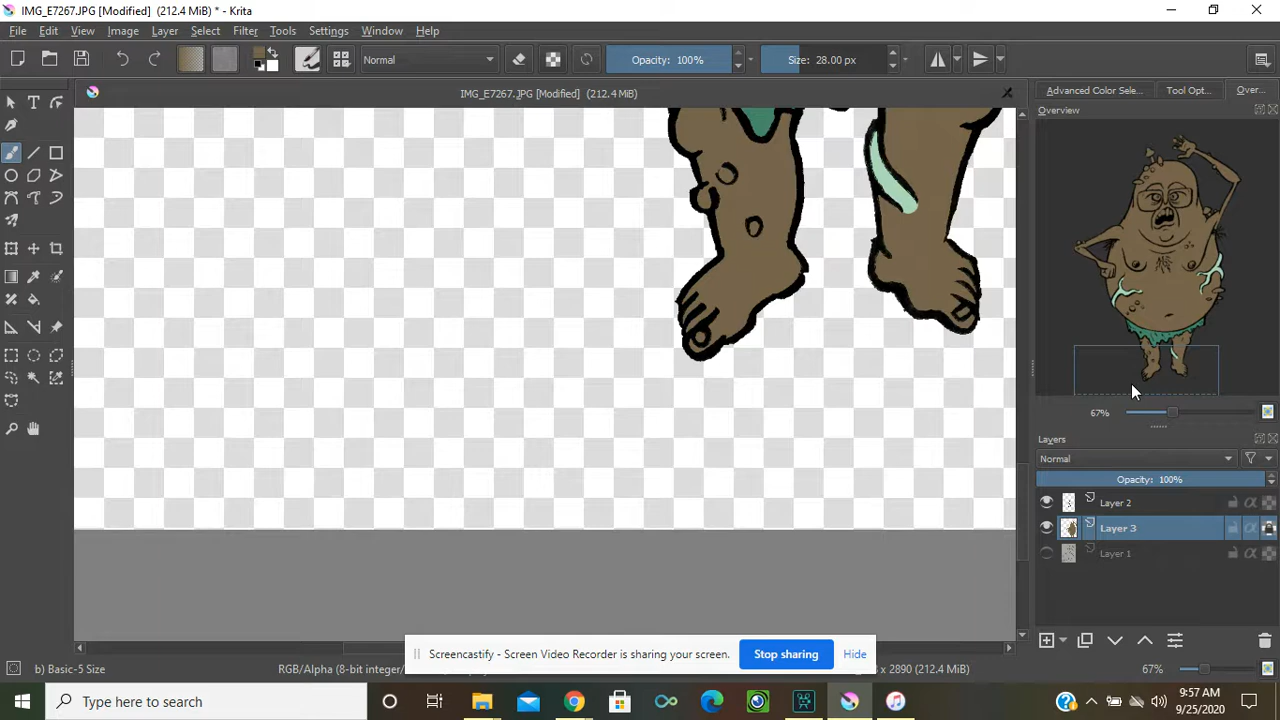 IMG_E7267.JPG [Modified] (212.4 MiB) * - Krita
File Edit View Image Layer Select Filter Tools Settings Window Help
Normal
Opacity: 100%
Size: 28.00 px
IMG_E7267.JPG [Modified] (212.4 MiB)
Advanced Color Sele...
Tool Opt...
Over...
Overview
67%
Layers
Normal
Opacity: 100%
Layer 2
Layer 3
Layer 1
Screencastify - Screen Video Recorder is sharing your screen.
Stop sharing
Hide
b) Basic-5 Size
RGB/Alpha (8-bit integer/
x 2890 (212.4 MiB)
67%
Type here to search
9:57 AM
9/25/2020